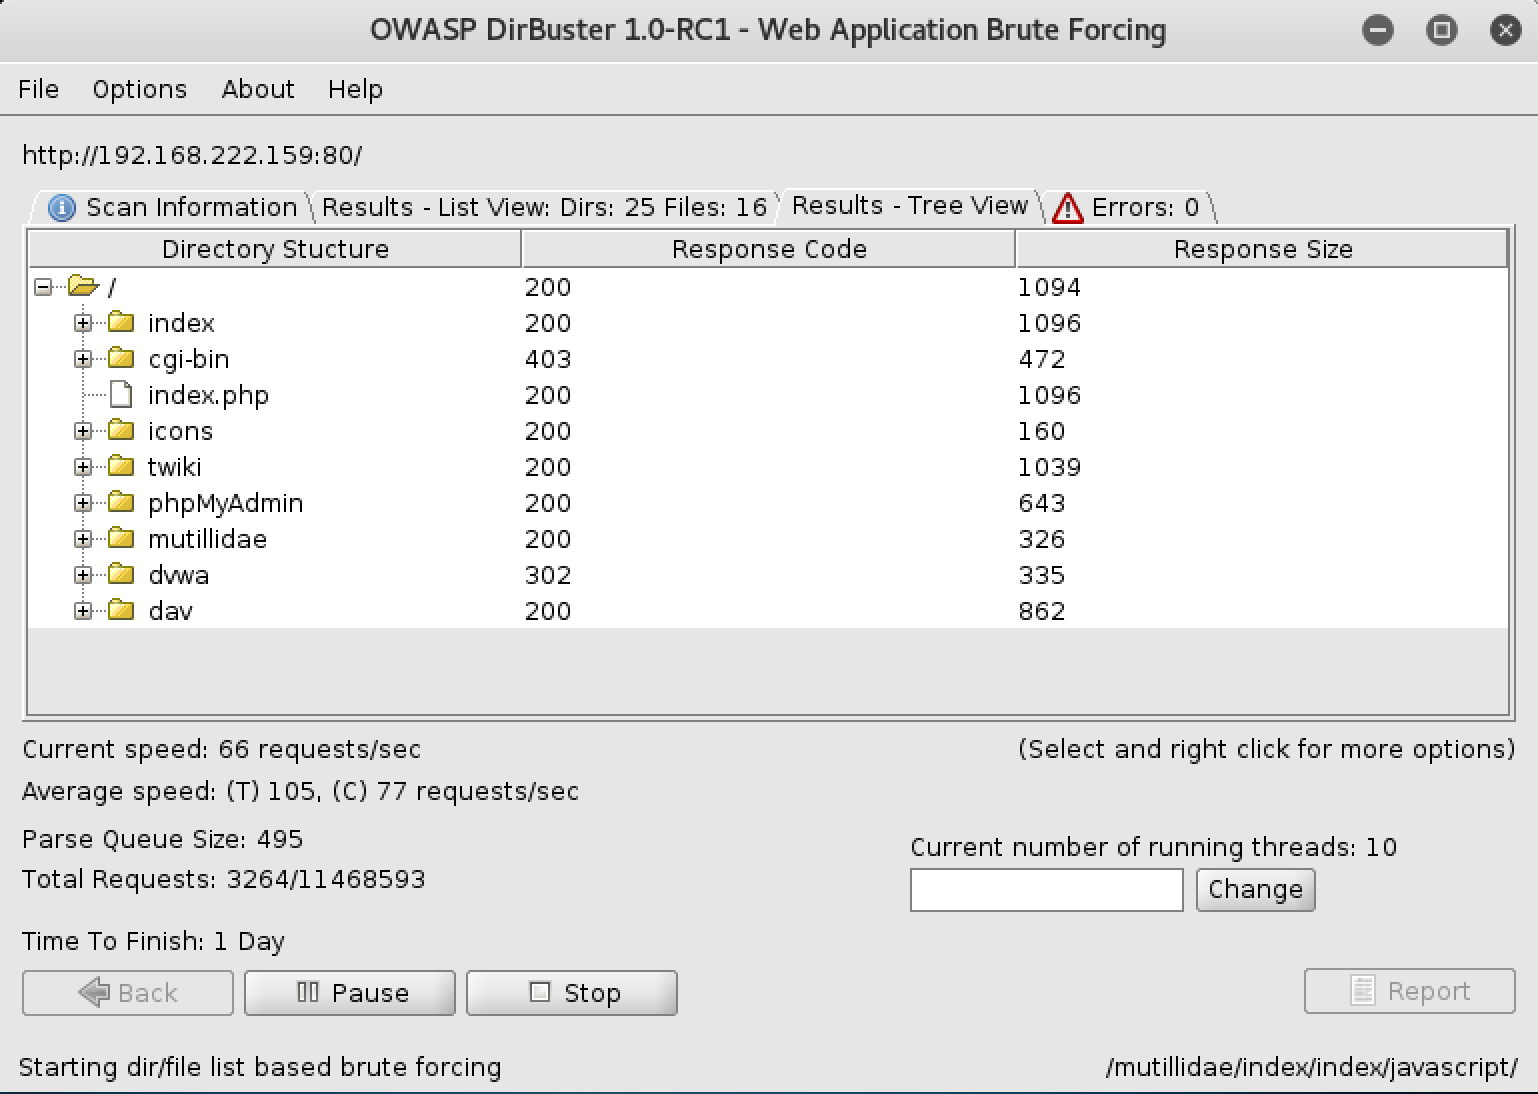 OWASP DirBuster 1.0-RC1 - Web Application Brute Forcing
File Options About Help
http://192.168.222.159:80/
Scan Information Results - List View: Dirs: 25 Files: 16 Results - Tree View Errors: 0
Directory Stucture Response Code Response Size
/ 200 1094
index 200 1096
cgi-bin 403 472
index.php 200 1096
icons 200 160
twiki 200 1039
phpMyAdmin 200 643
mutillidae 200 326
dvwa 302 335
dav 200 862
Current speed: 66 requests/sec (Select and right click for more options)
Average speed: (T) 105, (C) 77 requests/sec
Parse Queue Size: 495
Current number of running threads: 10
Total Requests: 3264/11468593
Change
Time To Finish: 1 Day
Back Pause Stop Report
Starting dir/file list based brute forcing /mutillidae/index/index/javascript/